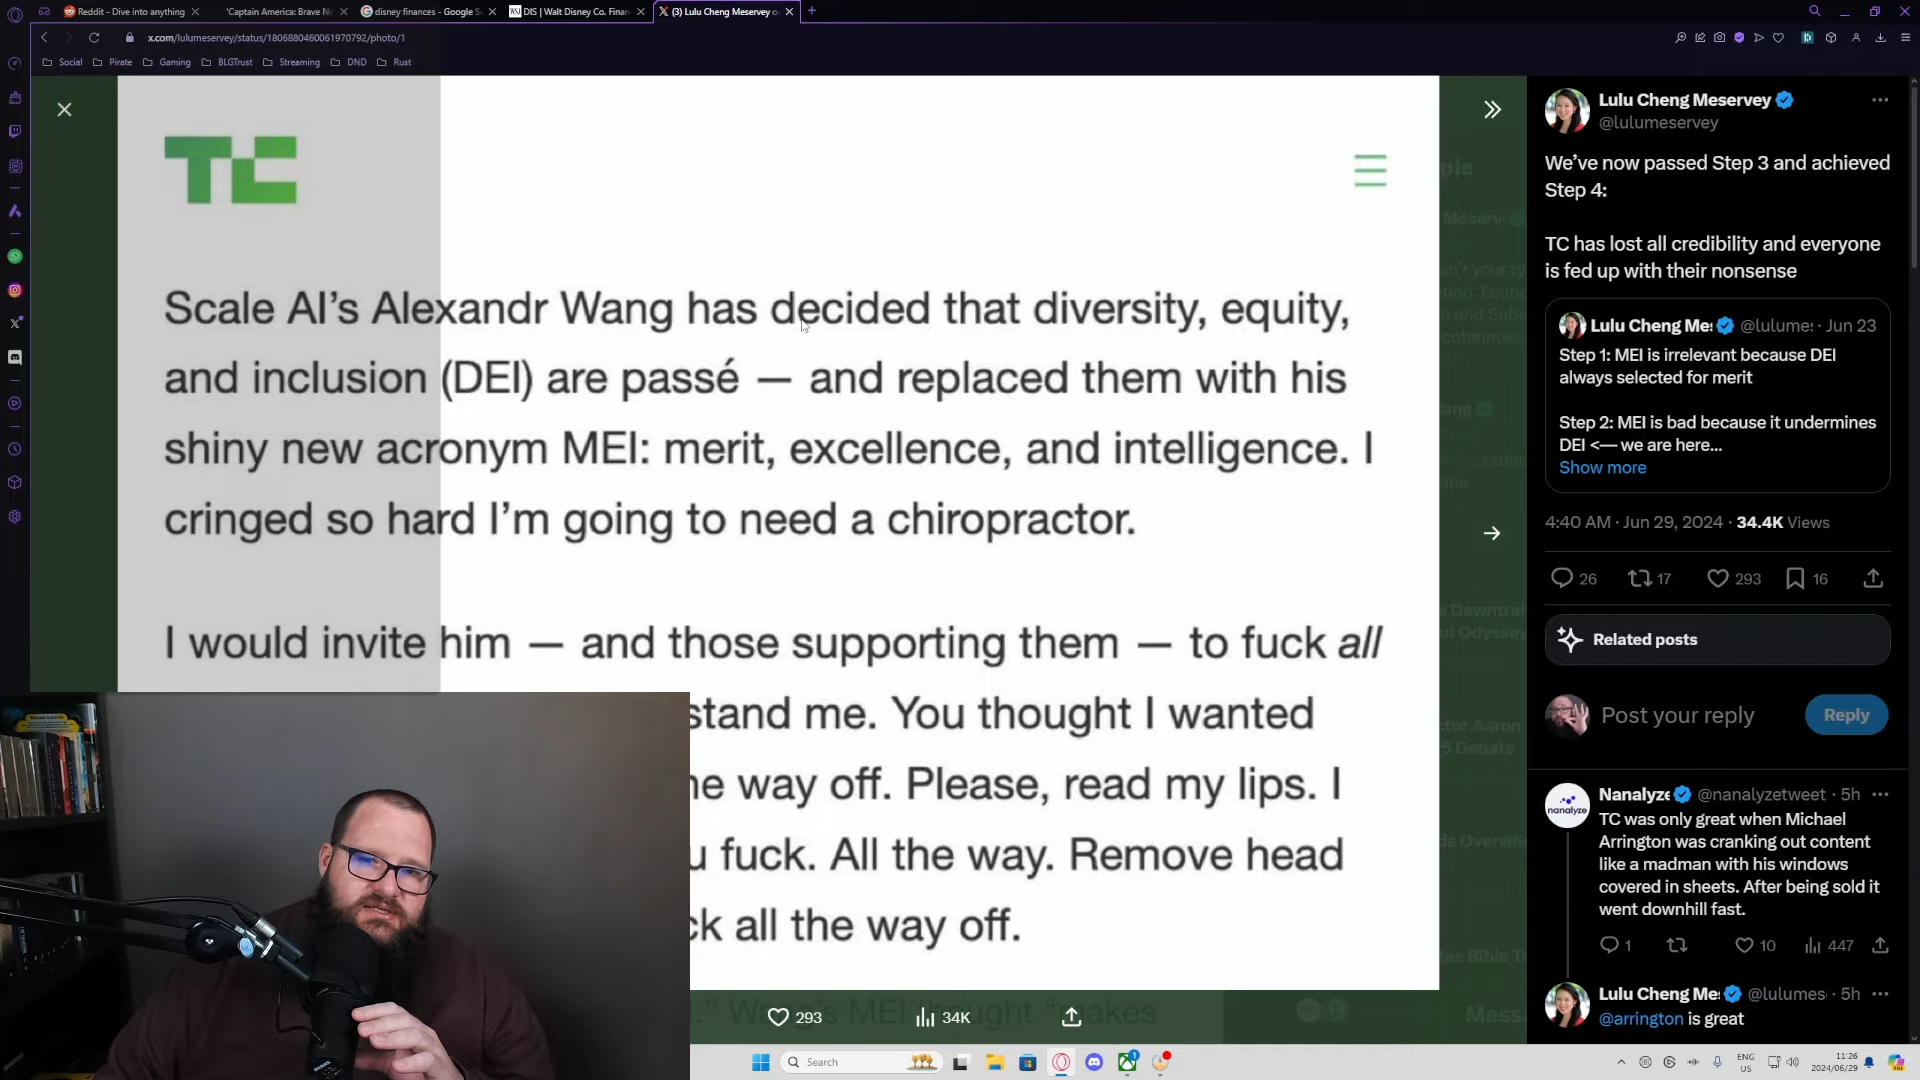 Reddit - Dive into anything
'Captain America: Brave Ne
disney finances - Google S
DIS | Walt Disney Co. Finan
(3) Lulu Cheng Meservey o
x.com/lulumeservey/status/1806880460061970792/photo/1
Social
Pirate
Gaming
BLGTrust
Streaming
DND
Rust
TC
Scale AI's Alexandr Wang has decided that diversity, equity,
and inclusion (DEI) are passé — and replaced them with his
shiny new acronym MEI: merit, excellence, and intelligence. I
cringed so hard I'm going to need a chiropractor.
I would invite him — and those supporting them — to fuck all
stand me. You thought I wanted
he way off. Please, read my lips. I
u fuck. All the way. Remove head
ck all the way off.
293
34K
Lulu Cheng Meservey
@lulumeservey
We've now passed Step 3 and achieved
Step 4:
TC has lost all credibility and everyone
is fed up with their nonsense
Lulu Cheng Me: @lulume: · Jun 23
Step 1: MEI is irrelevant because DEI
always selected for merit
Step 2: MEI is bad because it undermines
DEI <— we are here...
Show more
4:40 AM · Jun 29, 2024 · 34.4K Views
26
17
293
16
Related posts
Post your reply
Reply
Nanalyze @nanalyzetweet · 5h
nanalyze
TC was only great when Michael
Arrington was cranking out content
like a madman with his windows
covered in sheets. After being sold it
went downhill fast.
1
10
447
Lulu Cheng Me: @lulumes · 5h
@arrington is great
Search
ENG
US
11:26
2024/06/29